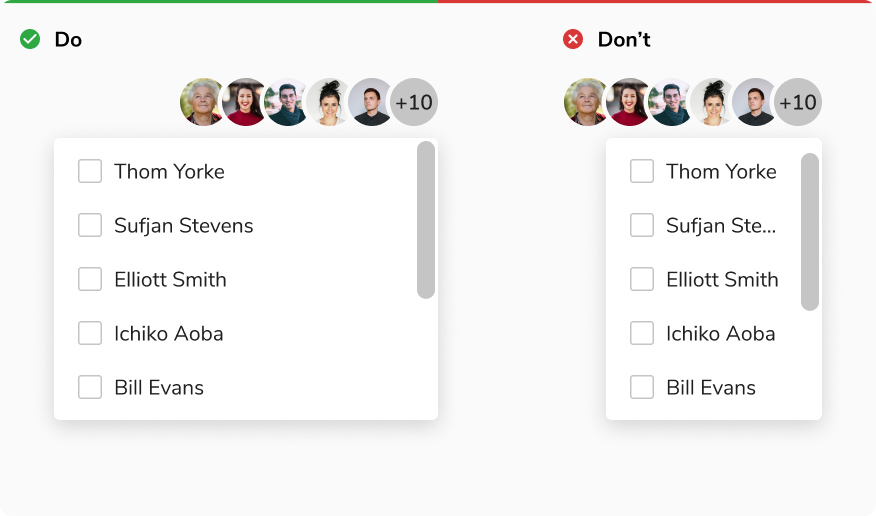 Do
+10
Thom Yorke
Sufjan Stevens
Elliott Smith
Ichiko Aoba
Bill Evans
Don’t
+10
Thom Yorke
Sufjan Ste...
Elliott Smith
Ichiko Aoba
Bill Evans